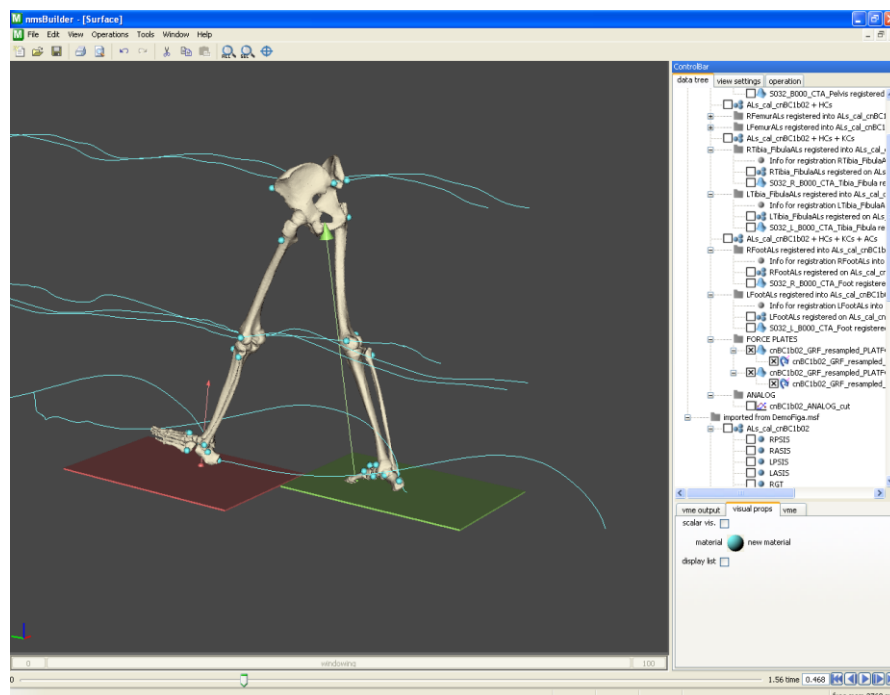 nmsBuilder - [Surface]
File Edit View Operations Tools Window Help
ALL SEL
ControlBar
data tree view settings operation
S032_B000_CTA_Pelvis registered
ALs_cal_cnBC1b02 + HCs
RFemurALs registered into ALs_cal_cnBC1
LFemurALs registered into ALs_cal_cnBC1
ALs_cal_cnBC1b02 + HCs + KCs
RTibia_FibulaALs registered into ALs_cal_
Info for registration RTibia_FibulaA
RTibia_FibulaALs registered on ALs
S032_R_B000_CTA_Tibia_Fibula re
LTibia_FibulaALs registered into ALs_cal_
Info for registration LTibia_FibulaA
LTibia_FibulaALs registered on ALs
S032_L_B000_CTA_Tibia_Fibula re
ALs_cal_cnBC1b02 + HCs + KCs + ACs
RFootALs registered into ALs_cal_cnBC1b
Info for registration RFootALs into
RFootALs registered on ALs_cal_cn
S032_R_B000_CTA_Foot registere
LFootALs registered into ALs_cal_cnBC1b0
Info for registration LFootALs into
LFootALs registered on ALs_cal_cn
S032_L_B000_CTA_Foot registere
FORCE PLATES
cnBC1b02_GRF_resampled_PLATF
cnBC1b02_GRF_resampled_
cnBC1b02_GRF_resampled_PLATF
cnBC1b02_GRF_resampled_
ANALOG
cnBC1b02_ANALOG_cut
imported from DemoFiga.msf
ALs_cal_cnBC1b02
RPSIS
RASIS
LPSIS
LASIS
RGT
vme output visual props vme
scalar vis.
material new material
display list
0 windowing 100
0 1.56 time 0.468